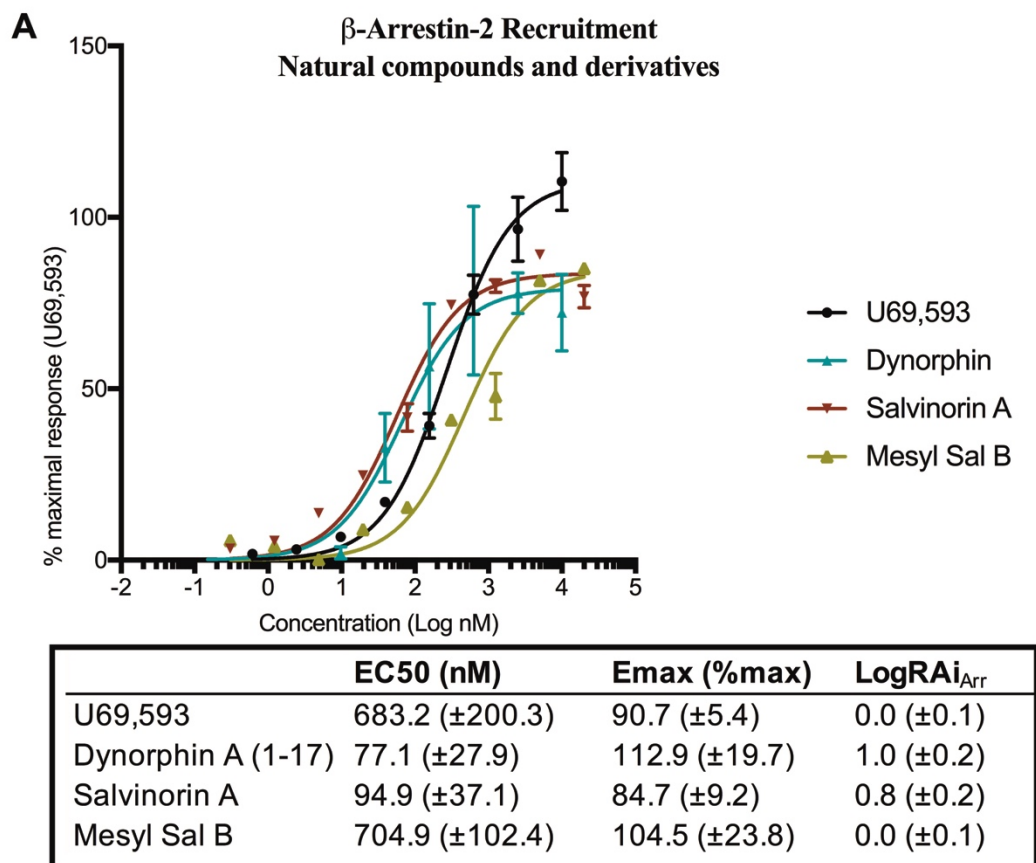 A
β-Arrestin-2 Recruitment
Natural compounds and derivatives
% maximal response (U69,593)
150
100
50
0
-2 -1 0 1 2 3 4 5
Concentration (Log nM)
U69,593
Dynorphin
Salvinorin A
Mesyl Sal B
EC50 (nM) Emax (%max) LogRAiArr
U69,593 683.2 (±200.3) 90.7 (±5.4) 0.0 (±0.1)
Dynorphin A (1-17) 77.1 (±27.9) 112.9 (±19.7) 1.0 (±0.2)
Salvinorin A 94.9 (±37.1) 84.7 (±9.2) 0.8 (±0.2)
Mesyl Sal B 704.9 (±102.4) 104.5 (±23.8) 0.0 (±0.1)